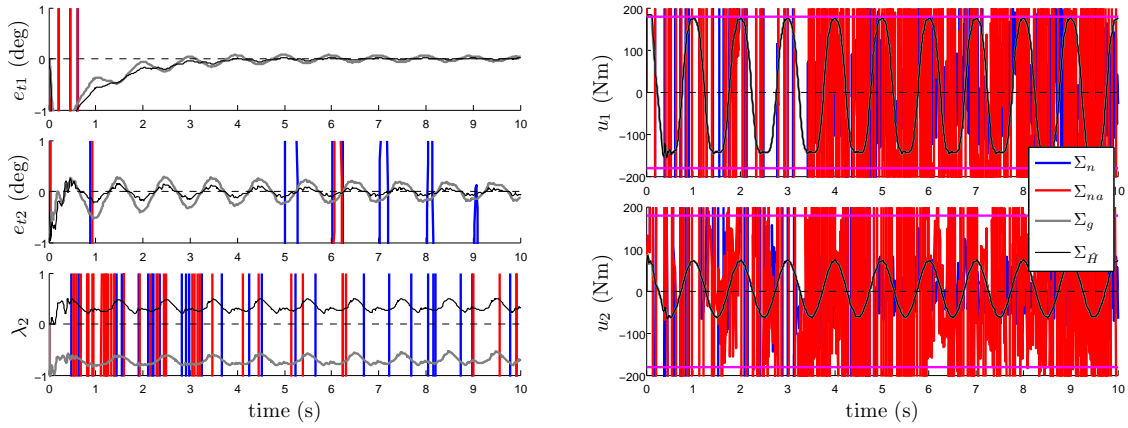 1
0
−1
0 1 2 3 4 5 6 7 8 9 10
e_{t1} (deg)
1
0
−1
0 1 2 3 4 5 6 7 8 9 10
e_{t2} (deg)
1
0
−1
0 1 2 3 4 5 6 7 8 9 10
λ_2
time (s)
200
100
0
−100
−200
0 1 2 3 4 5 6 7 8 9 10
u_1 (Nm)
200
100
0
−100
−200
0 1 2 3 4 5 6 7 8 9 10
u_2 (Nm)
time (s)
Σ_n
Σ_{na}
Σ_g
Σ_{Ĥ}